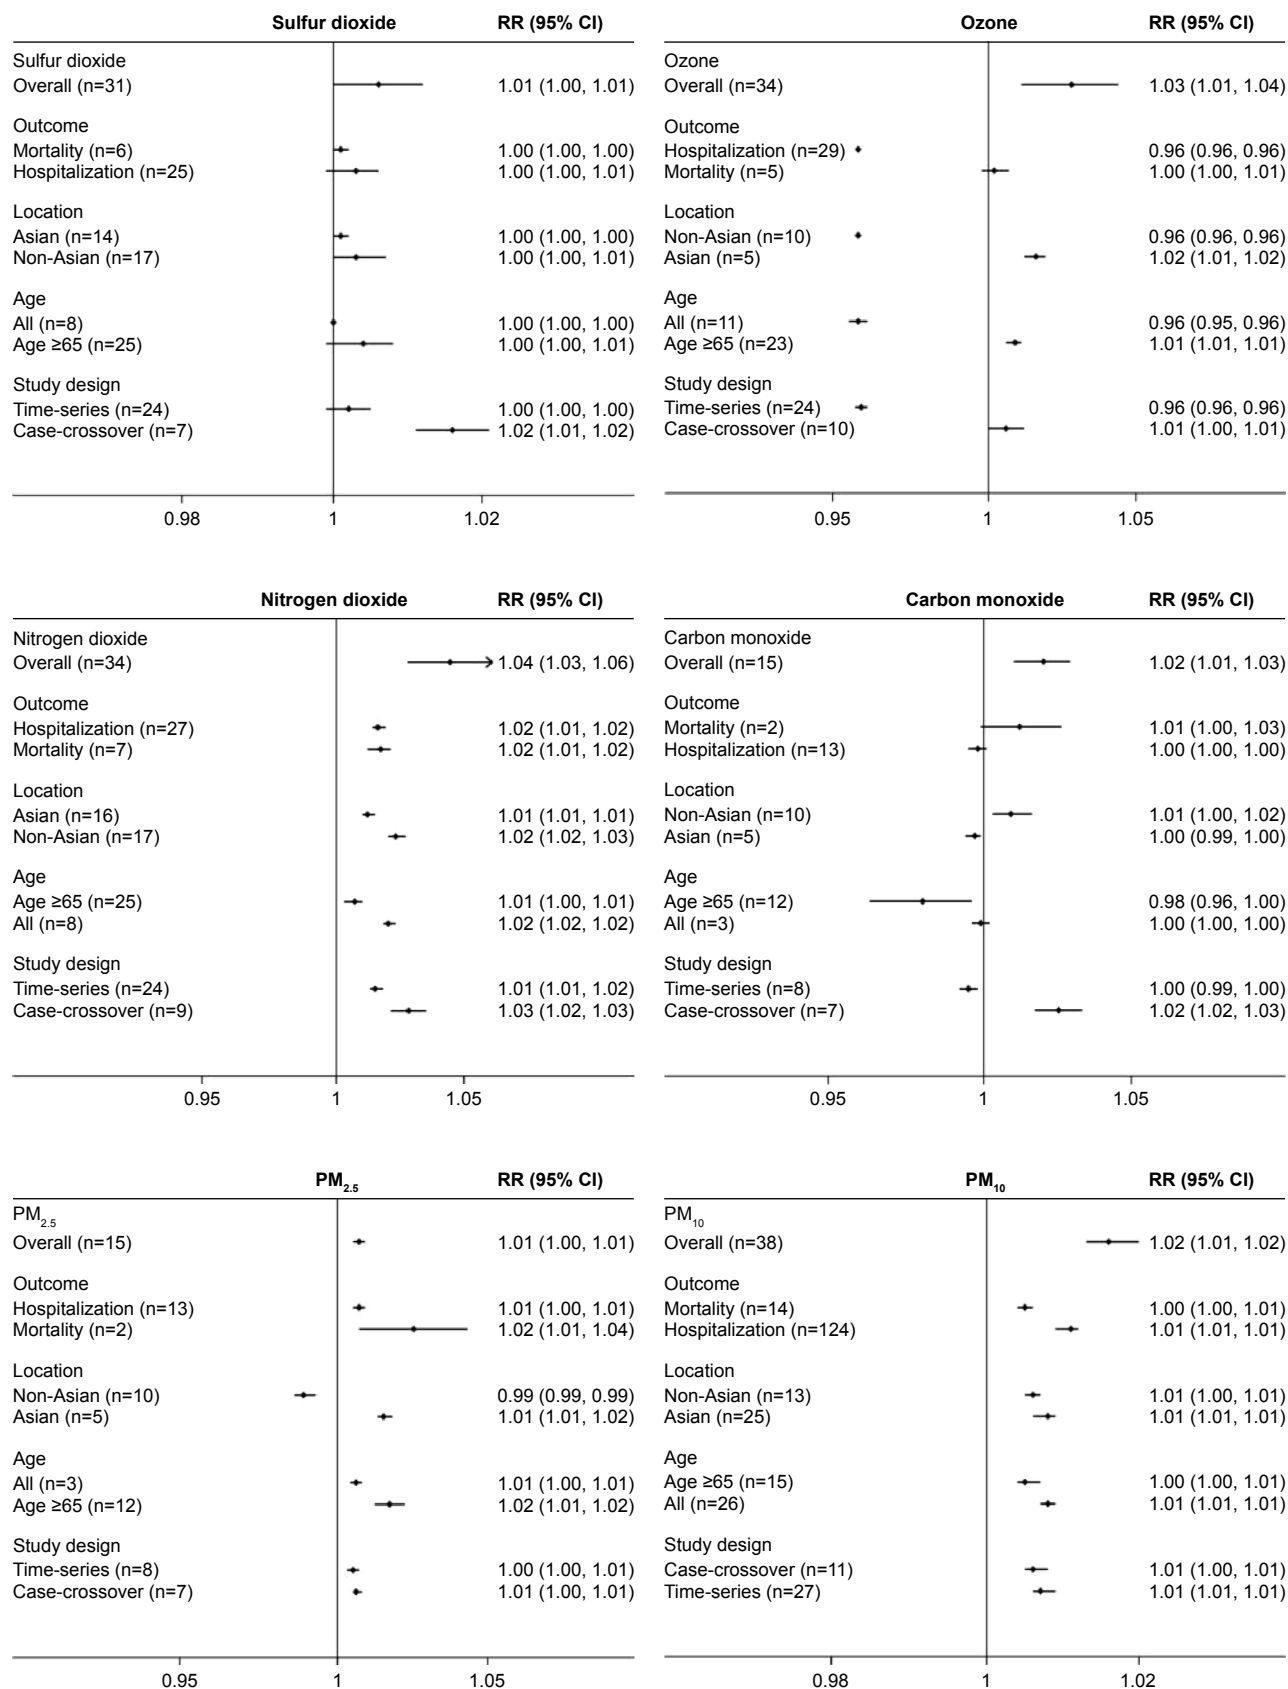 Sulfur dioxide RR (95% CI)
Sulfur dioxide
Overall (n=31) 1.01 (1.00, 1.01)
Outcome
Mortality (n=6) 1.00 (1.00, 1.00)
Hospitalization (n=25) 1.00 (1.00, 1.01)
Location
Asian (n=14) 1.00 (1.00, 1.00)
Non-Asian (n=17) 1.00 (1.00, 1.01)
Age
All (n=8) 1.00 (1.00, 1.00)
Age ≥65 (n=25) 1.00 (1.00, 1.01)
Study design
Time-series (n=24) 1.00 (1.00, 1.00)
Case-crossover (n=7) 1.02 (1.01, 1.02)
0.98 1 1.02
Ozone RR (95% CI)
Ozone
Overall (n=34) 1.03 (1.01, 1.04)
Outcome
Hospitalization (n=29) 0.96 (0.96, 0.96)
Mortality (n=5) 1.00 (1.00, 1.01)
Location
Non-Asian (n=10) 0.96 (0.96, 0.96)
Asian (n=5) 1.02 (1.01, 1.02)
Age
All (n=11) 0.96 (0.95, 0.96)
Age ≥65 (n=23) 1.01 (1.01, 1.01)
Study design
Time-series (n=24) 0.96 (0.96, 0.96)
Case-crossover (n=10) 1.01 (1.00, 1.01)
0.95 1 1.05
Nitrogen dioxide RR (95% CI)
Nitrogen dioxide
Overall (n=34) 1.04 (1.03, 1.06)
Outcome
Hospitalization (n=27) 1.02 (1.01, 1.02)
Mortality (n=7) 1.02 (1.01, 1.02)
Location
Asian (n=16) 1.01 (1.01, 1.01)
Non-Asian (n=17) 1.02 (1.02, 1.03)
Age
Age ≥65 (n=25) 1.01 (1.00, 1.01)
All (n=8) 1.02 (1.02, 1.02)
Study design
Time-series (n=24) 1.01 (1.01, 1.02)
Case-crossover (n=9) 1.03 (1.02, 1.03)
0.95 1 1.05
Carbon monoxide RR (95% CI)
Carbon monoxide
Overall (n=15) 1.02 (1.01, 1.03)
Outcome
Mortality (n=2) 1.01 (1.00, 1.03)
Hospitalization (n=13) 1.00 (1.00, 1.00)
Location
Non-Asian (n=10) 1.01 (1.00, 1.02)
Asian (n=5) 1.00 (0.99, 1.00)
Age
Age ≥65 (n=12) 0.98 (0.96, 1.00)
All (n=3) 1.00 (1.00, 1.00)
Study design
Time-series (n=8) 1.00 (0.99, 1.00)
Case-crossover (n=7) 1.02 (1.02, 1.03)
0.95 1 1.05
PM2.5 RR (95% CI)
PM2.5
Overall (n=15) 1.01 (1.00, 1.01)
Outcome
Hospitalization (n=13) 1.01 (1.00, 1.01)
Mortality (n=2) 1.02 (1.01, 1.04)
Location
Non-Asian (n=10) 0.99 (0.99, 0.99)
Asian (n=5) 1.01 (1.01, 1.02)
Age
All (n=3) 1.01 (1.00, 1.01)
Age ≥65 (n=12) 1.02 (1.01, 1.02)
Study design
Time-series (n=8) 1.00 (1.00, 1.01)
Case-crossover (n=7) 1.01 (1.00, 1.01)
0.95 1 1.05
PM10 RR (95% CI)
PM10
Overall (n=38) 1.02 (1.01, 1.02)
Outcome
Mortality (n=14) 1.00 (1.00, 1.01)
Hospitalization (n=124) 1.01 (1.01, 1.01)
Location
Non-Asian (n=13) 1.01 (1.00, 1.01)
Asian (n=25) 1.01 (1.01, 1.01)
Age
Age ≥65 (n=15) 1.00 (1.00, 1.01)
All (n=26) 1.01 (1.01, 1.01)
Study design
Case-crossover (n=11) 1.01 (1.00, 1.01)
Time-series (n=27) 1.01 (1.01, 1.01)
0.98 1 1.02